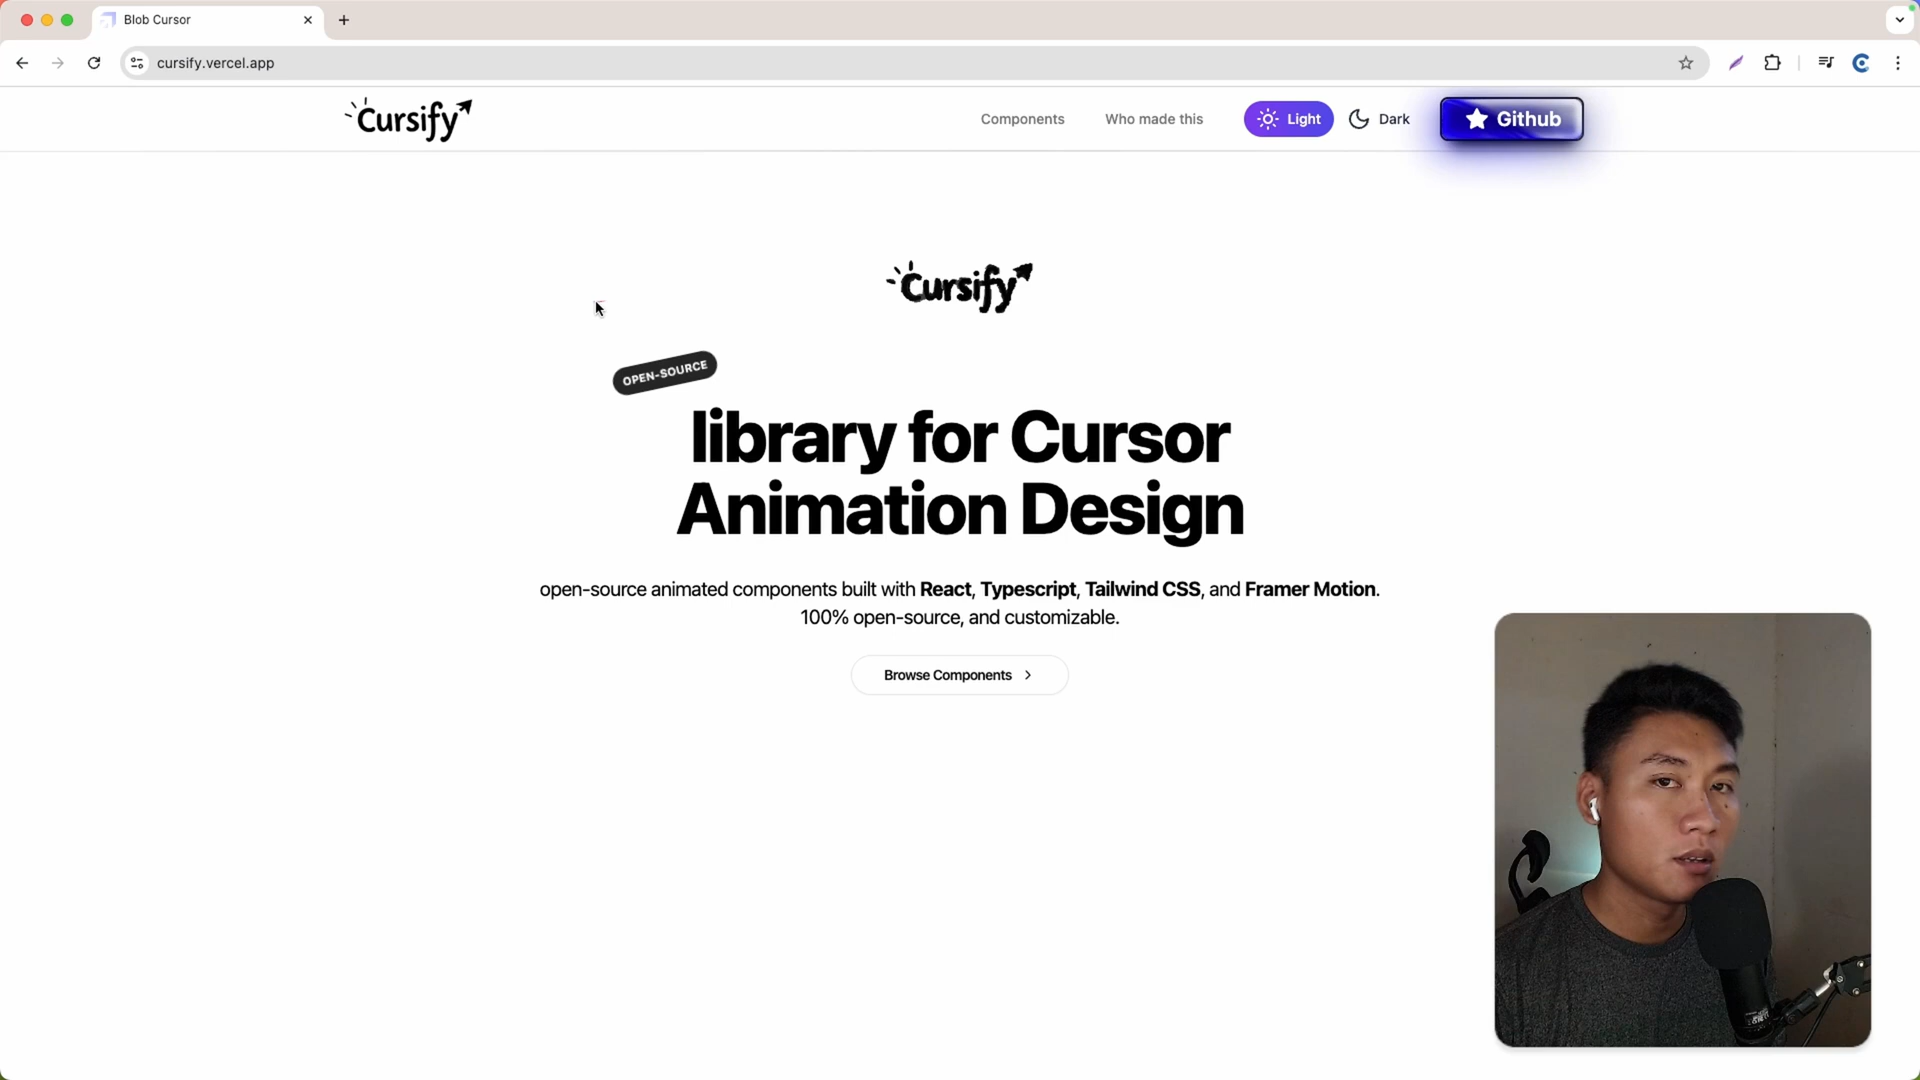 Blob Cursor
cursify.vercel.app
Cursify
Components
Who made this
Light
Dark
Github
Cursify
OPEN-SOURCE
library for Cursor
Animation Design
open-source animated components built with React, Typescript, Tailwind CSS, and Framer Motion.
100% open-source, and customizable.
Browse Components